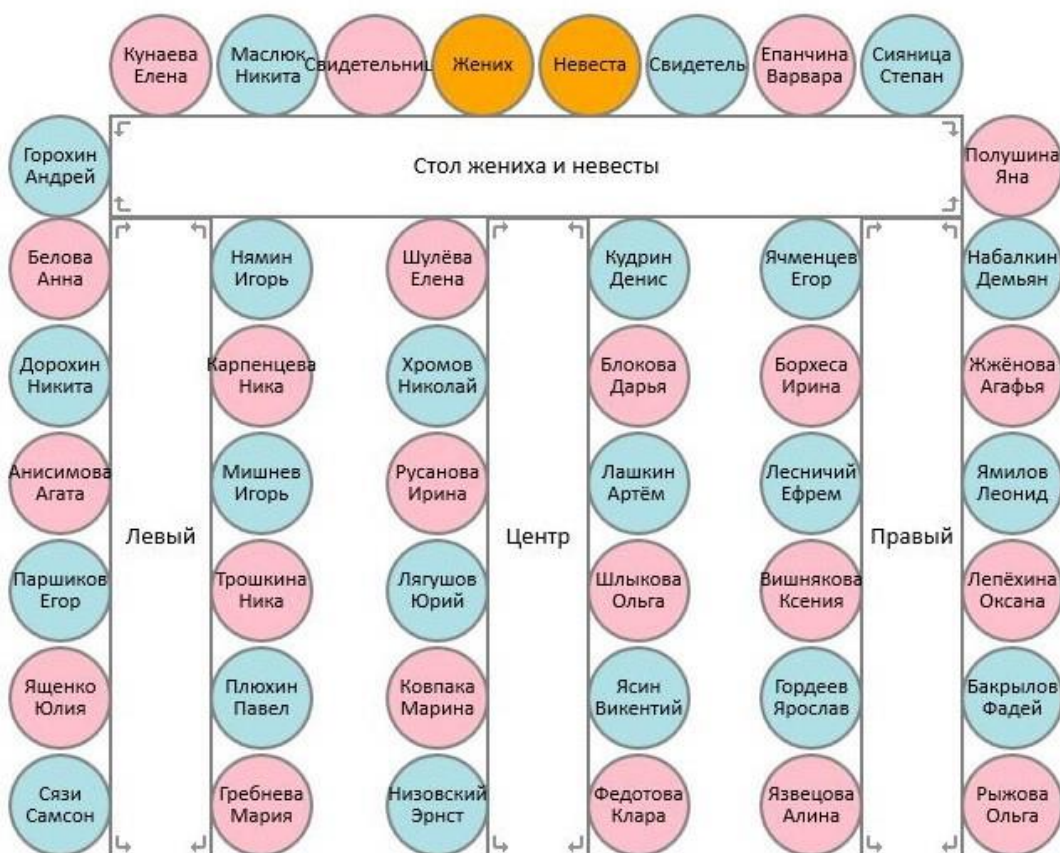 Кунаева
Елена
Маслюк
Никита
Свидетельниц
Жених
Невеста
Свидетель
Епанчина
Варвара
Сияница
Степан
Горохин
Андрей
Стол жениха и невесты
Полушина
Яна
Белова
Анна
Нямин
Игорь
Шулёва
Елена
Кудрин
Денис
Ячменцев
Егор
Набалкин
Демьян
Дорохин
Никита
Карпенцева
Ника
Хромов
Николай
Блокова
Дарья
Борхеса
Ирина
Жжёнова
Агафья
Анисимова
Агата
Мишнев
Игорь
Русанова
Ирина
Лашкин
Артём
Лесничий
Ефрем
Ямилов
Леонид
Левый
Центр
Правый
Паршиков
Егор
Трошкина
Ника
Лягушов
Юрий
Шлыкова
Ольга
Вишнякова
Ксения
Лепёхина
Оксана
Ященко
Юлия
Плюхин
Павел
Ковпака
Марина
Ясин
Викентий
Гордеев
Ярослав
Бакрылов
Фадей
Сязи
Самсон
Гребнева
Мария
Низовский
Эрнст
Федотова
Клара
Язвецова
Алина
Рыжова
Ольга